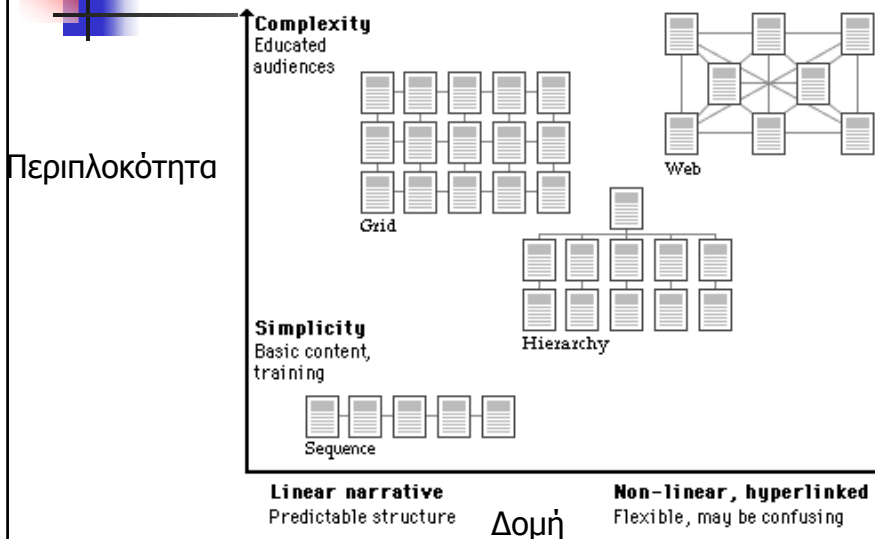 Complexity
Educated
audiences
Περιπλοκότητα
Web
Grid
Simplicity
Basic content,
training
Hierarchy
Sequence
Linear narrative
Predictable structure
Δομή
Non-linear, hyperlinked
Flexible, may be confusing